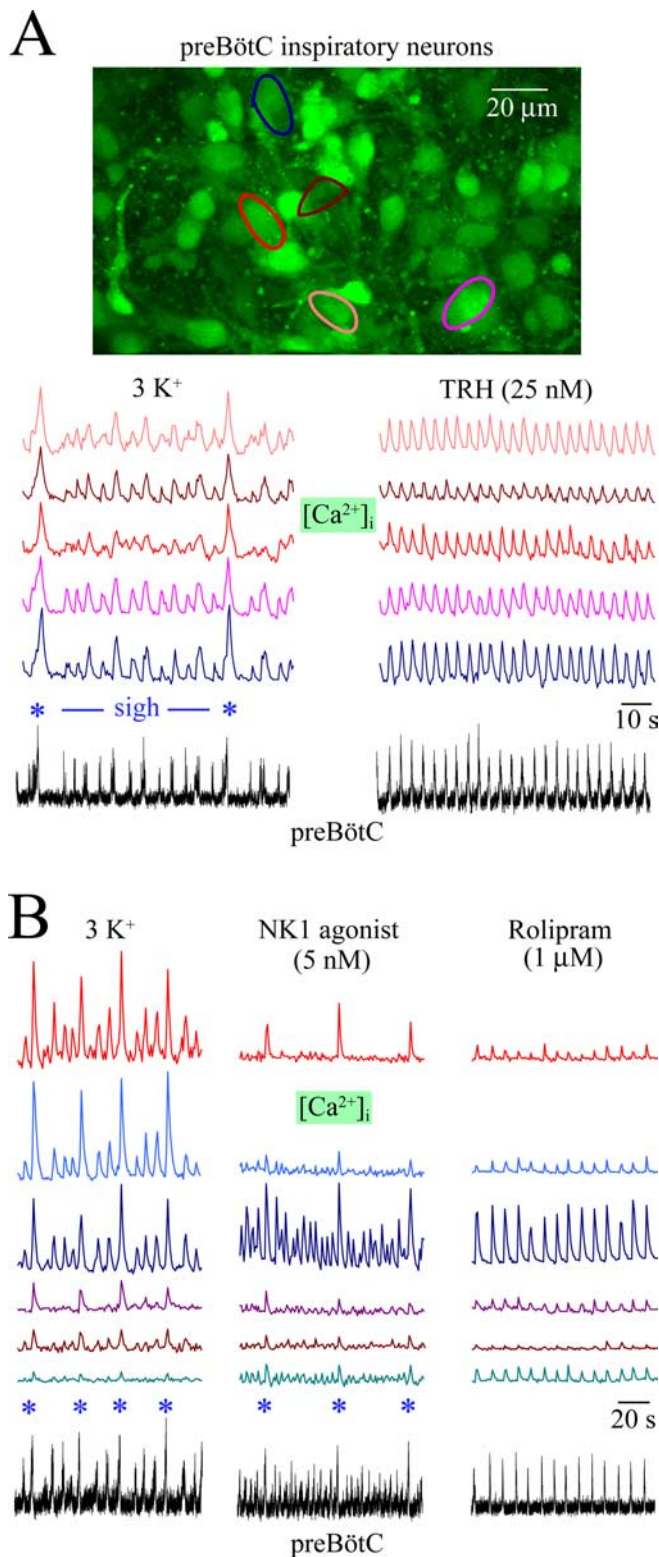 A
preBötC inspiratory neurons
20 μm
3 K⁺
TRH (25 nM)
[Ca²⁺]ᵢ
* — sigh — *
10 s
preBötC
B
3 K⁺
NK1 agonist
(5 nM)
Rolipram
(1 μM)
[Ca²⁺]ᵢ
* * * *
* * *
20 s
preBötC